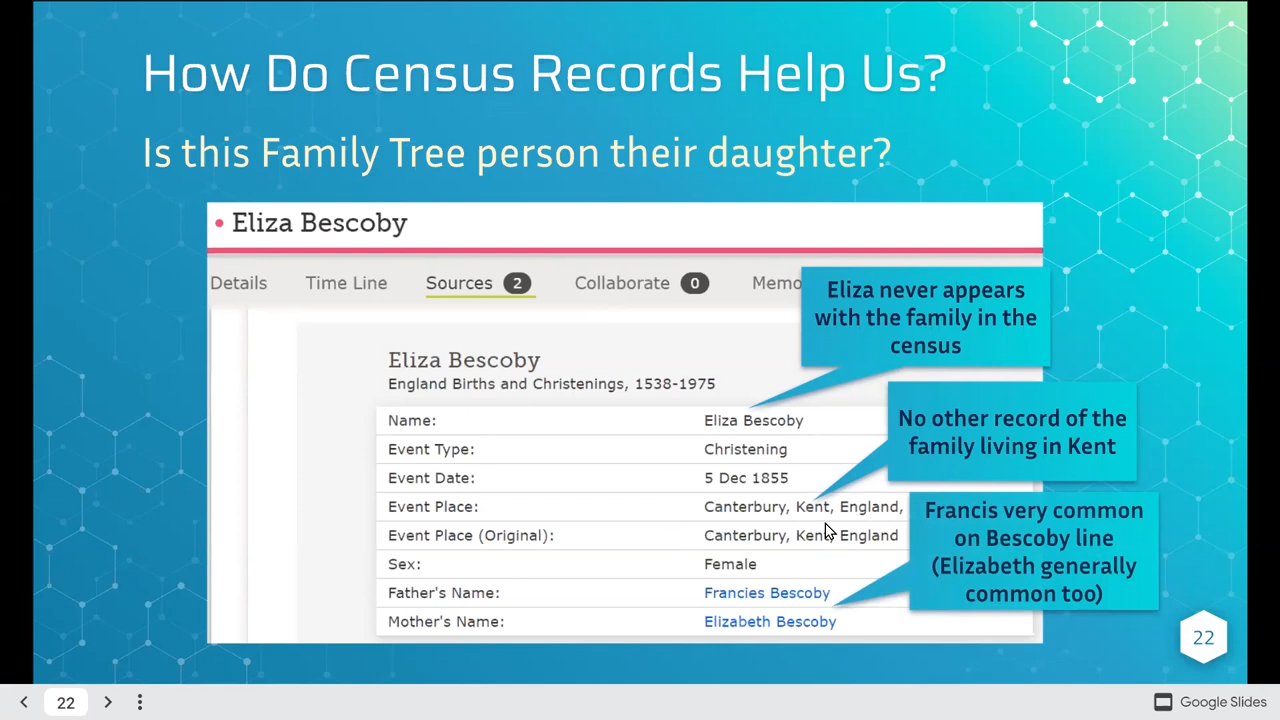 How Do Census Records Help Us?
Is this Family Tree person their daughter?
• Eliza Bescoby
Details Time Line Sources 2 Collaborate 0 Memo
Eliza never appears
with the family in the
census
Eliza Bescoby
England Births and Christenings, 1538-1975
Name: Eliza Bescoby
Event Type: Christening
Event Date: 5 Dec 1855
Event Place: Canterbury, Kent, England,
Event Place (Original): Canterbury, Kent, England
Sex: Female
Father's Name: Francies Bescoby
Mother's Name: Elizabeth Bescoby
No other record of the
family living in Kent
Francis very common
on Bescoby line
(Elizabeth generally
common too)
22
22
Google Slides